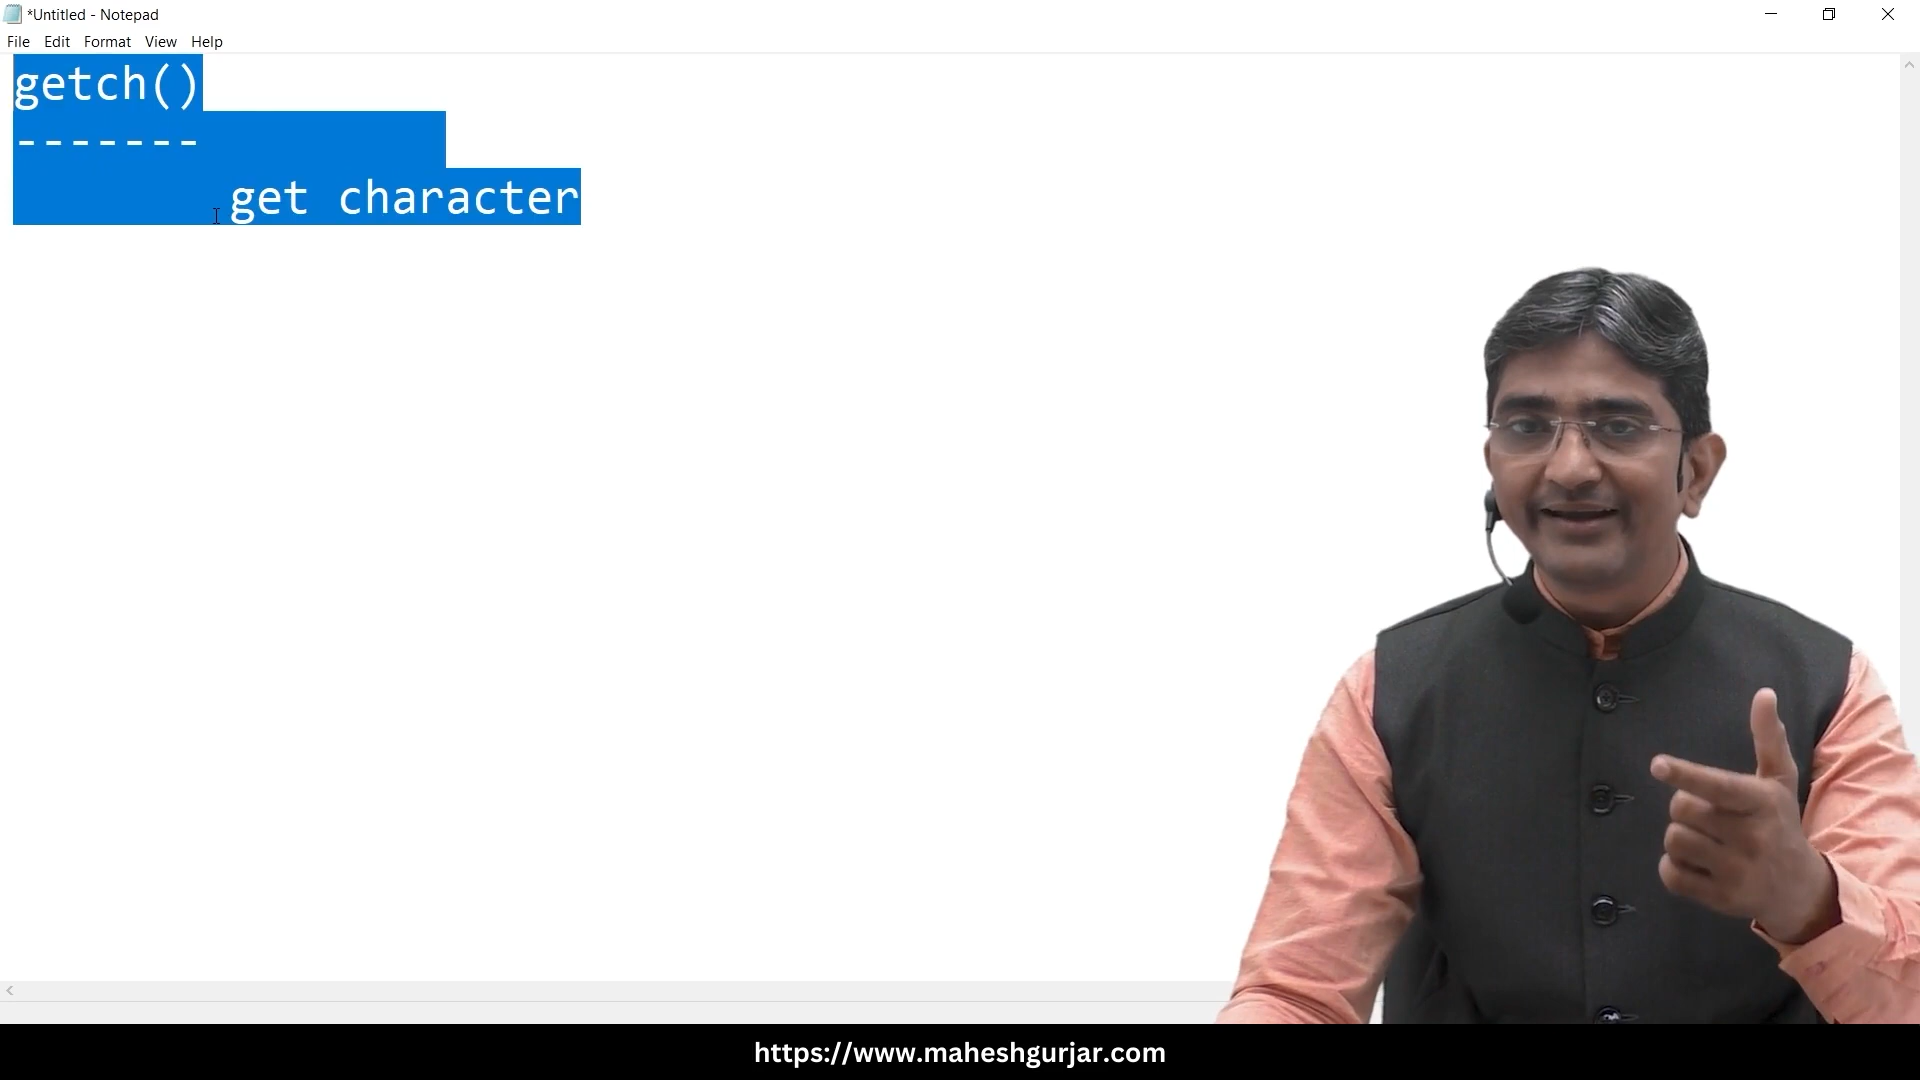 *Untitled - Notepad
File Edit Format View Help
getch()
-------
get character
https://www.maheshgurjar.com